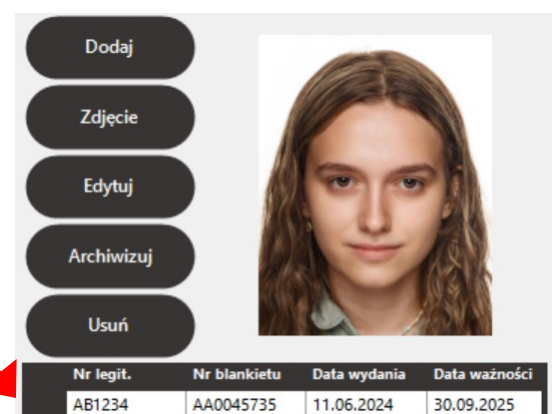 Dodaj
Zdjęcie
Edytuj
Archiwizuj
Usuń
Nr legit. Nr blankietu Data wydania Data ważności
AB1234 AA0045735 11.06.2024 30.09.2025